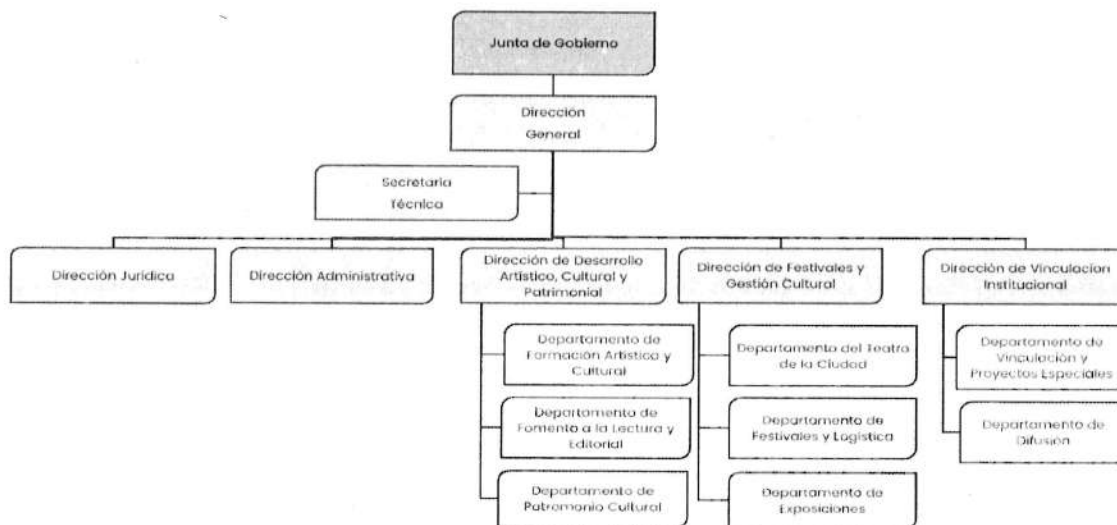 Junta de Gobierno
Dirección
General
Secretaria
Técnica
Dirección Jurídica
Dirección Administrativa
Dirección de Desarrollo
Artístico, Cultural y
Patrimonial
Dirección de Festivales y
Gestión Cultural
Dirección de Vinculacion
Institucional
Departamento de
Formación Artística y
Cultural
Departamento de
Fomento a la Lectura y
Editorial
Departamento de
Patrimonio Cultural
Departamento del Teatro
de la Ciudad
Departamento de
Festivales y Logística
Departamento de
Exposiciones
Departamento de
Vinculación y
Proyectos Especiales
Departamento de
Difusión